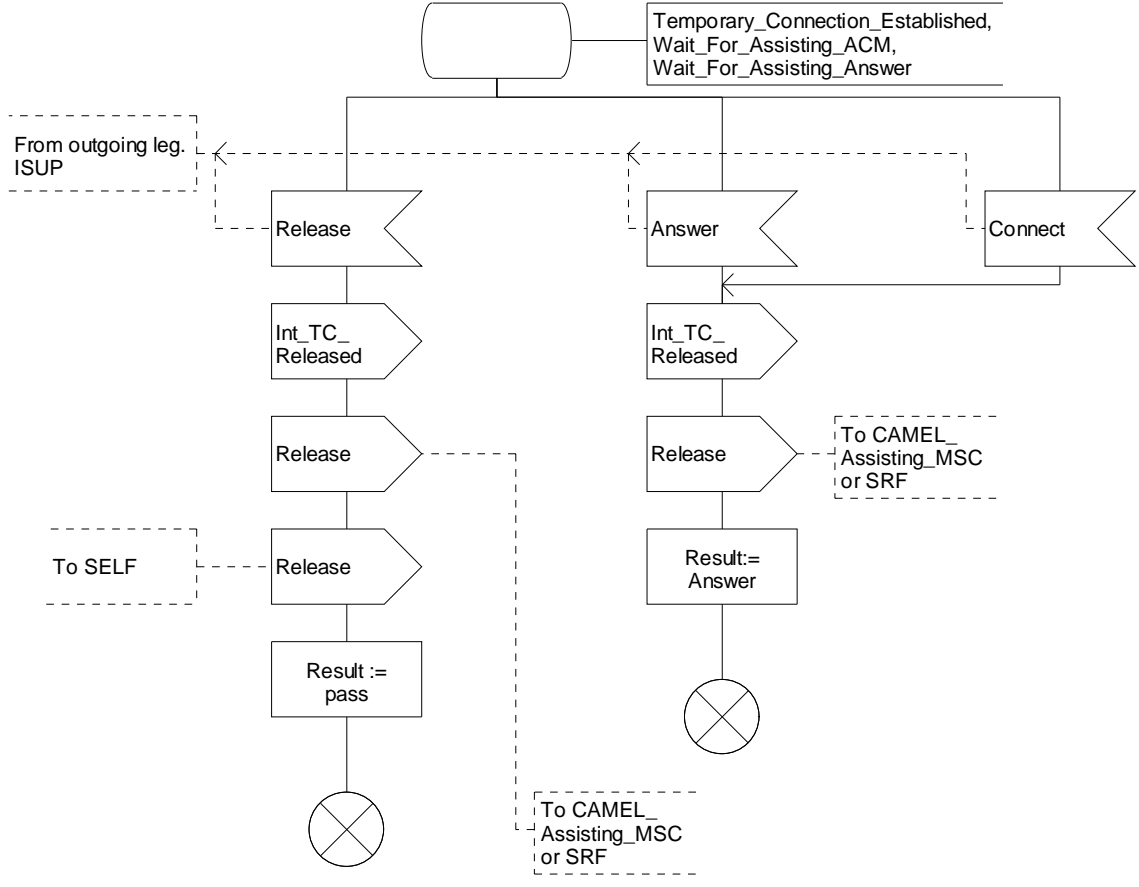 Temporary_Connection_Established,
Wait_For_Assisting_ACM,
Wait_For_Assisting_Answer
From outgoing leg.
ISUP
Release
Answer
Connect
Int_TC_
Released
Int_TC_
Released
Release
Release
To CAMEL_
Assisting_MSC
or SRF
To SELF
Release
Result:=
Answer
Result :=
pass
To CAMEL_
Assisting_MSC
or SRF